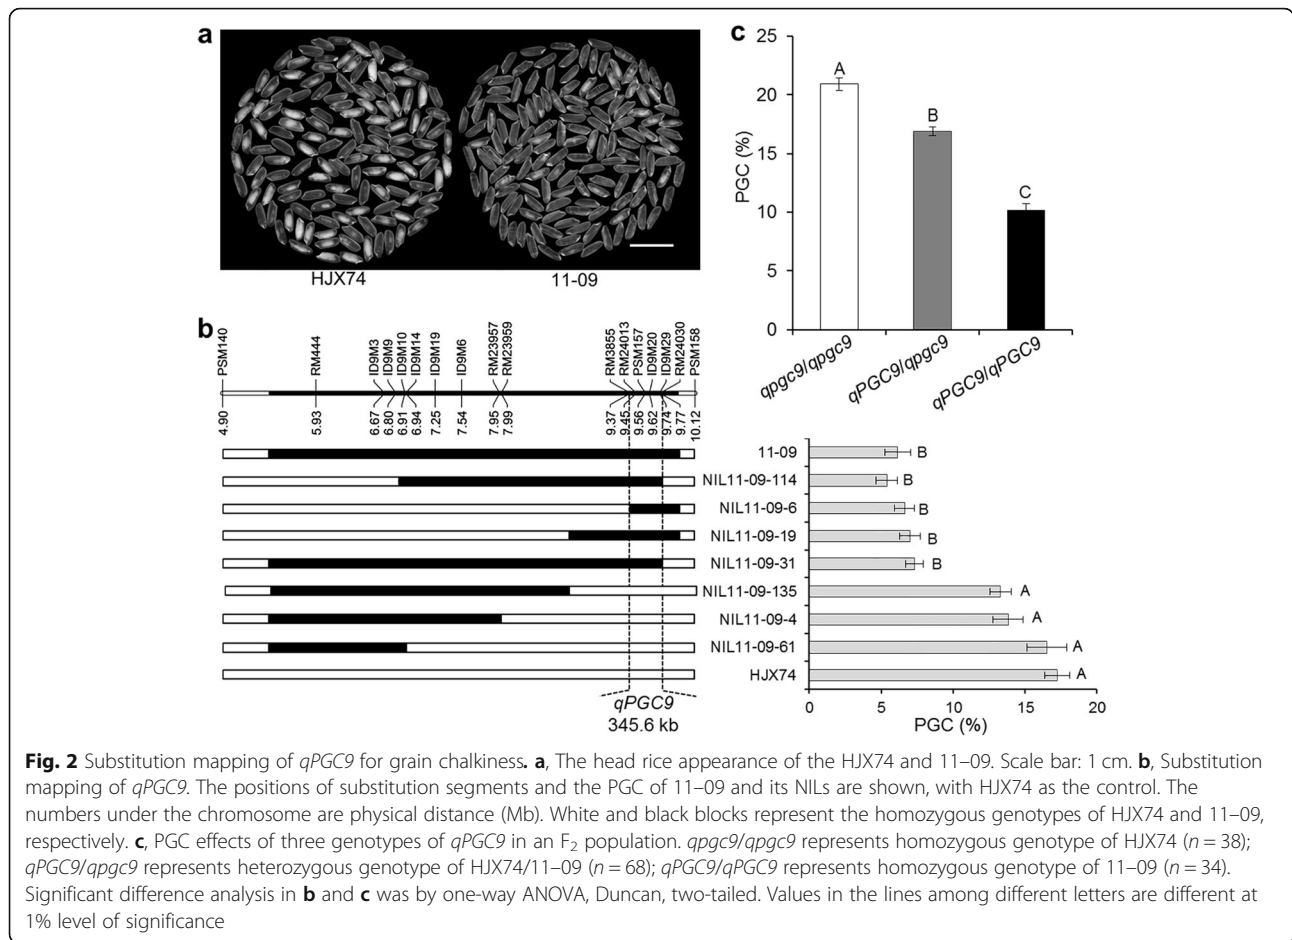 a
HJX74
11-09
c
25
20
15
10
5
0
PGC (%)
A
B
C
qpgc9/qpgc9
qPGC9/qpgc9
qPGC9/qPGC9
b
PSM140
RM444
ID9M3
ID9M9
ID9M10
ID9M14
ID9M19
ID9M6
RM23957
RM23959
RM3855
RM24013
PSM157
ID9M20
ID9M29
RM24030
PSM158
4.90
5.93
6.67
6.80
6.91
6.94
7.25
7.54
7.95
7.99
9.37
9.45
9.56
9.62
9.74
9.77
10.12
11-09 B
NIL11-09-114 B
NIL11-09-6 B
NIL11-09-19 B
NIL11-09-31 B
NIL11-09-135 A
NIL11-09-4 A
NIL11-09-61 A
HJX74 A
qPGC9
345.6 kb
0 5 10 15 20
PGC (%)
Fig. 2 Substitution mapping of qPGC9 for grain chalkiness. a, The head rice appearance of the HJX74 and 11–09. Scale bar: 1 cm. b, Substitution
mapping of qPGC9. The positions of substitution segments and the PGC of 11–09 and its NILs are shown, with HJX74 as the control. The
numbers under the chromosome are physical distance (Mb). White and black blocks represent the homozygous genotypes of HJX74 and 11–09,
respectively. c, PGC effects of three genotypes of qPGC9 in an F₂ population. qpgc9/qpgc9 represents homozygous genotype of HJX74 (n = 38);
qPGC9/qpgc9 represents heterozygous genotype of HJX74/11–09 (n = 68); qPGC9/qPGC9 represents homozygous genotype of 11–09 (n = 34).
Significant difference analysis in b and c was by one-way ANOVA, Duncan, two-tailed. Values in the lines among different letters are different at
1% level of significance